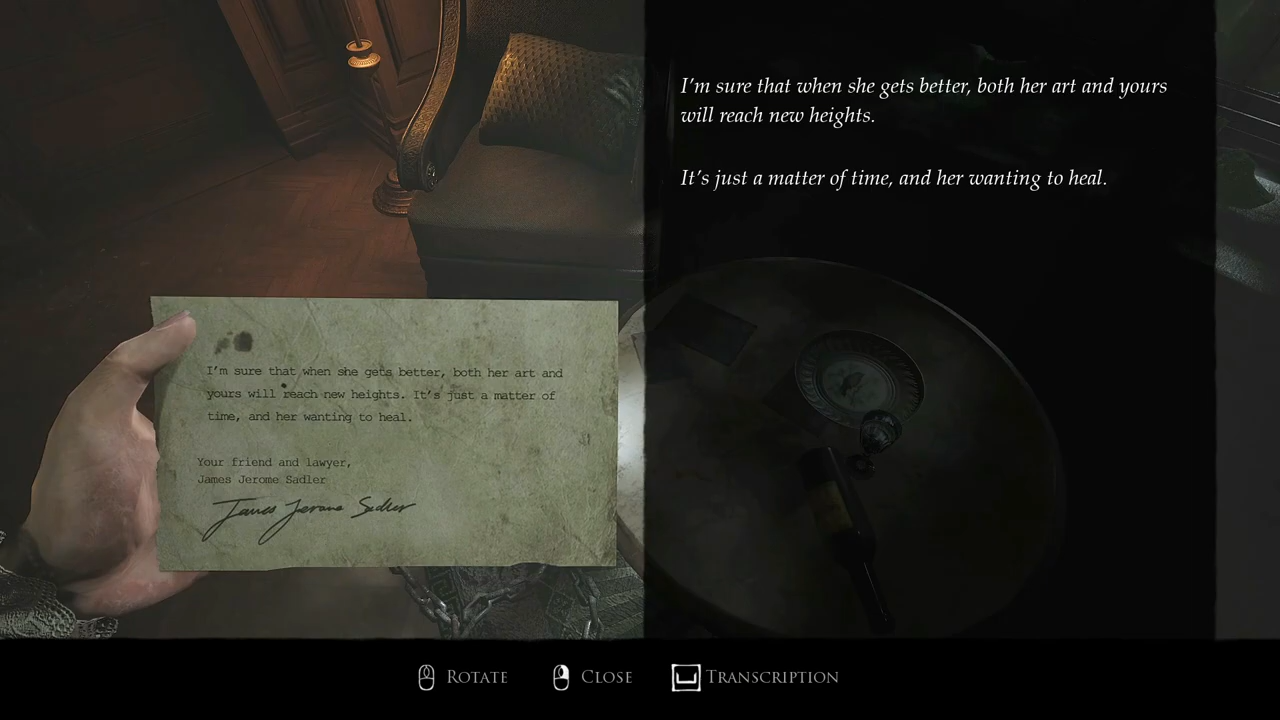 I'm sure that when she gets better, both her art and yours
will reach new heights.
It's just a matter of time, and her wanting to heal.
I'm sure that when she gets better, both her art and
yours will reach new heights. It's just a matter of
time, and her wanting to heal.
Your friend and lawyer,
James Jerome Sadler
James Jerome Sadler
ROTATE
CLOSE
TRANSCRIPTION